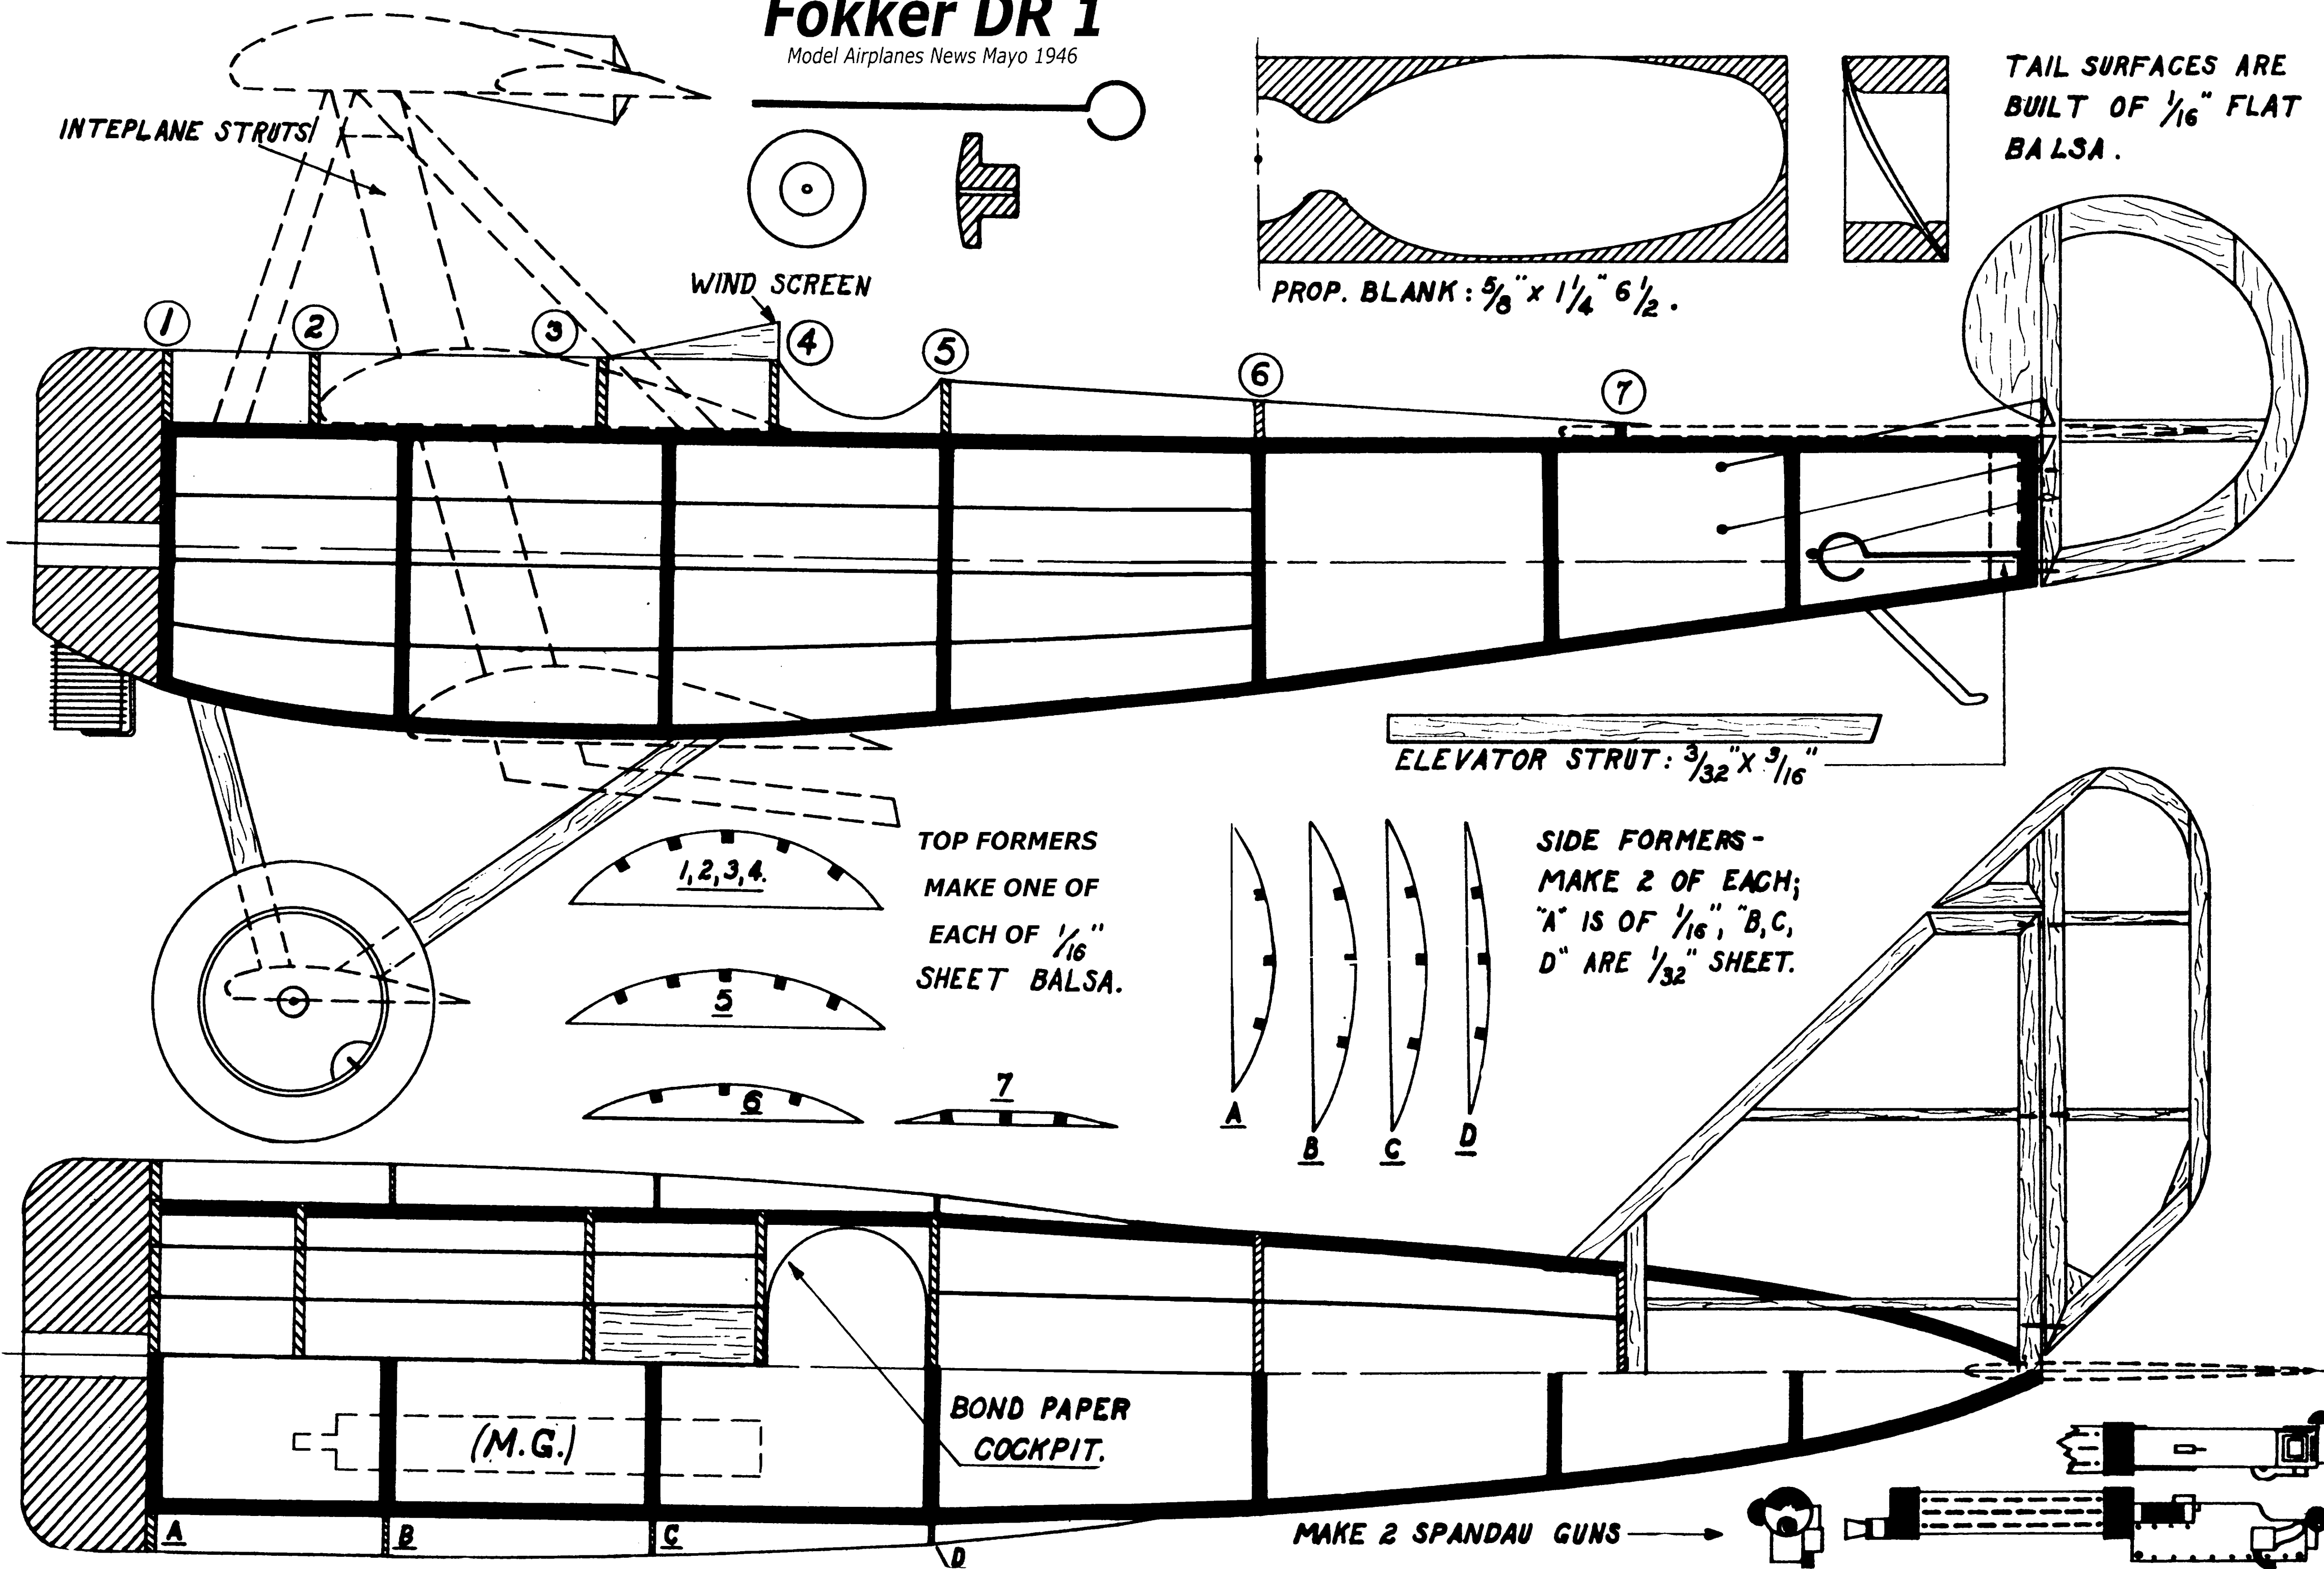 Fokker DR 1
Model Airplanes News Mayo 1946
TAIL SURFACES ARE
BUILT OF 1/16" FLAT
BALSA.
INTEPLANE STRUTS
WIND SCREEN
PROP. BLANK: 5/8" X 1 1/4" 6 1/2.
1
2
3
4
5
6
7
ELEVATOR STRUT: 3/32" X 3/16"
TOP FORMERS
MAKE ONE OF
EACH OF 1/16"
SHEET BALSA.
1,2,3,4.
5
6
7
A
B
C
D
SIDE FORMERS-
MAKE 2 OF EACH;
"A" IS OF 1/16", "B,C,
D" ARE 1/32" SHEET.
(M.G.)
BOND PAPER
COCKPIT.
A
B
C
D
MAKE 2 SPANDAU GUNS